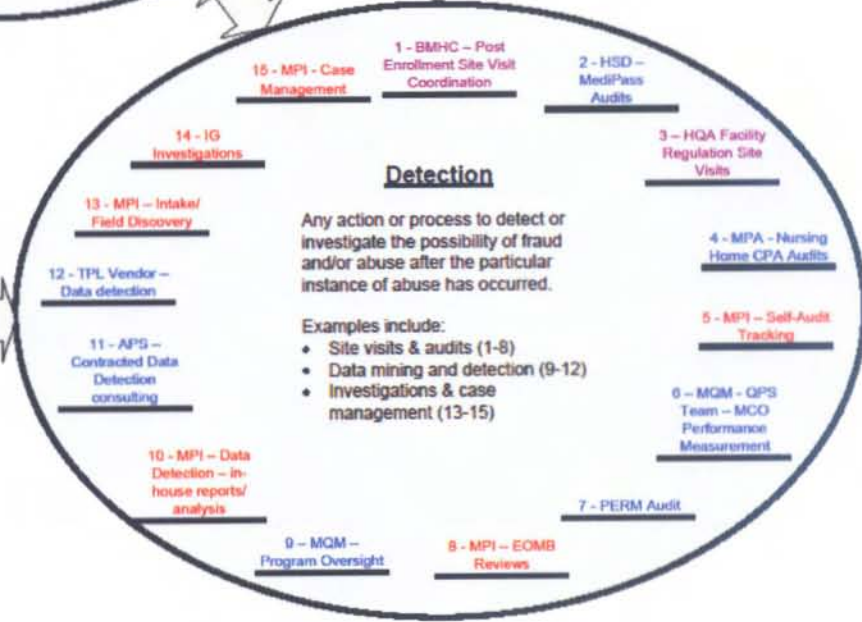 1 - BMHC – Post
Enrollment Site Visit
Coordination
2 - HSD –
MediPass
Audits
3 – HQA Facility
Regulation Site
Visits
4 – MPA - Nursing
Home CPA Audits
5 – MPI – Self-Audit
Tracking
6 – MQM - QPS
Team – MCO
Performance
Measurement
7 - PERM Audit
8 - MPI – EOMB
Reviews
9 – MQM –
Program Oversight
10 - MPI – Data
Detection – in-
house reports/
analysis
11 – APS –
Contracted Data
Detection
consulting
12 - TPL Vendor –
Data detection
13 - MPI – Intake/
Field Discovery
14 - IG
Investigations
15 - MPI - Case
Management
Detection
Any action or process to detect or
investigate the possibility of fraud
and/or abuse after the particular
instance of abuse has occurred.
Examples include:
• Site visits & audits (1-8)
• Data mining and detection (9-12)
• Investigations & case
management (13-15)